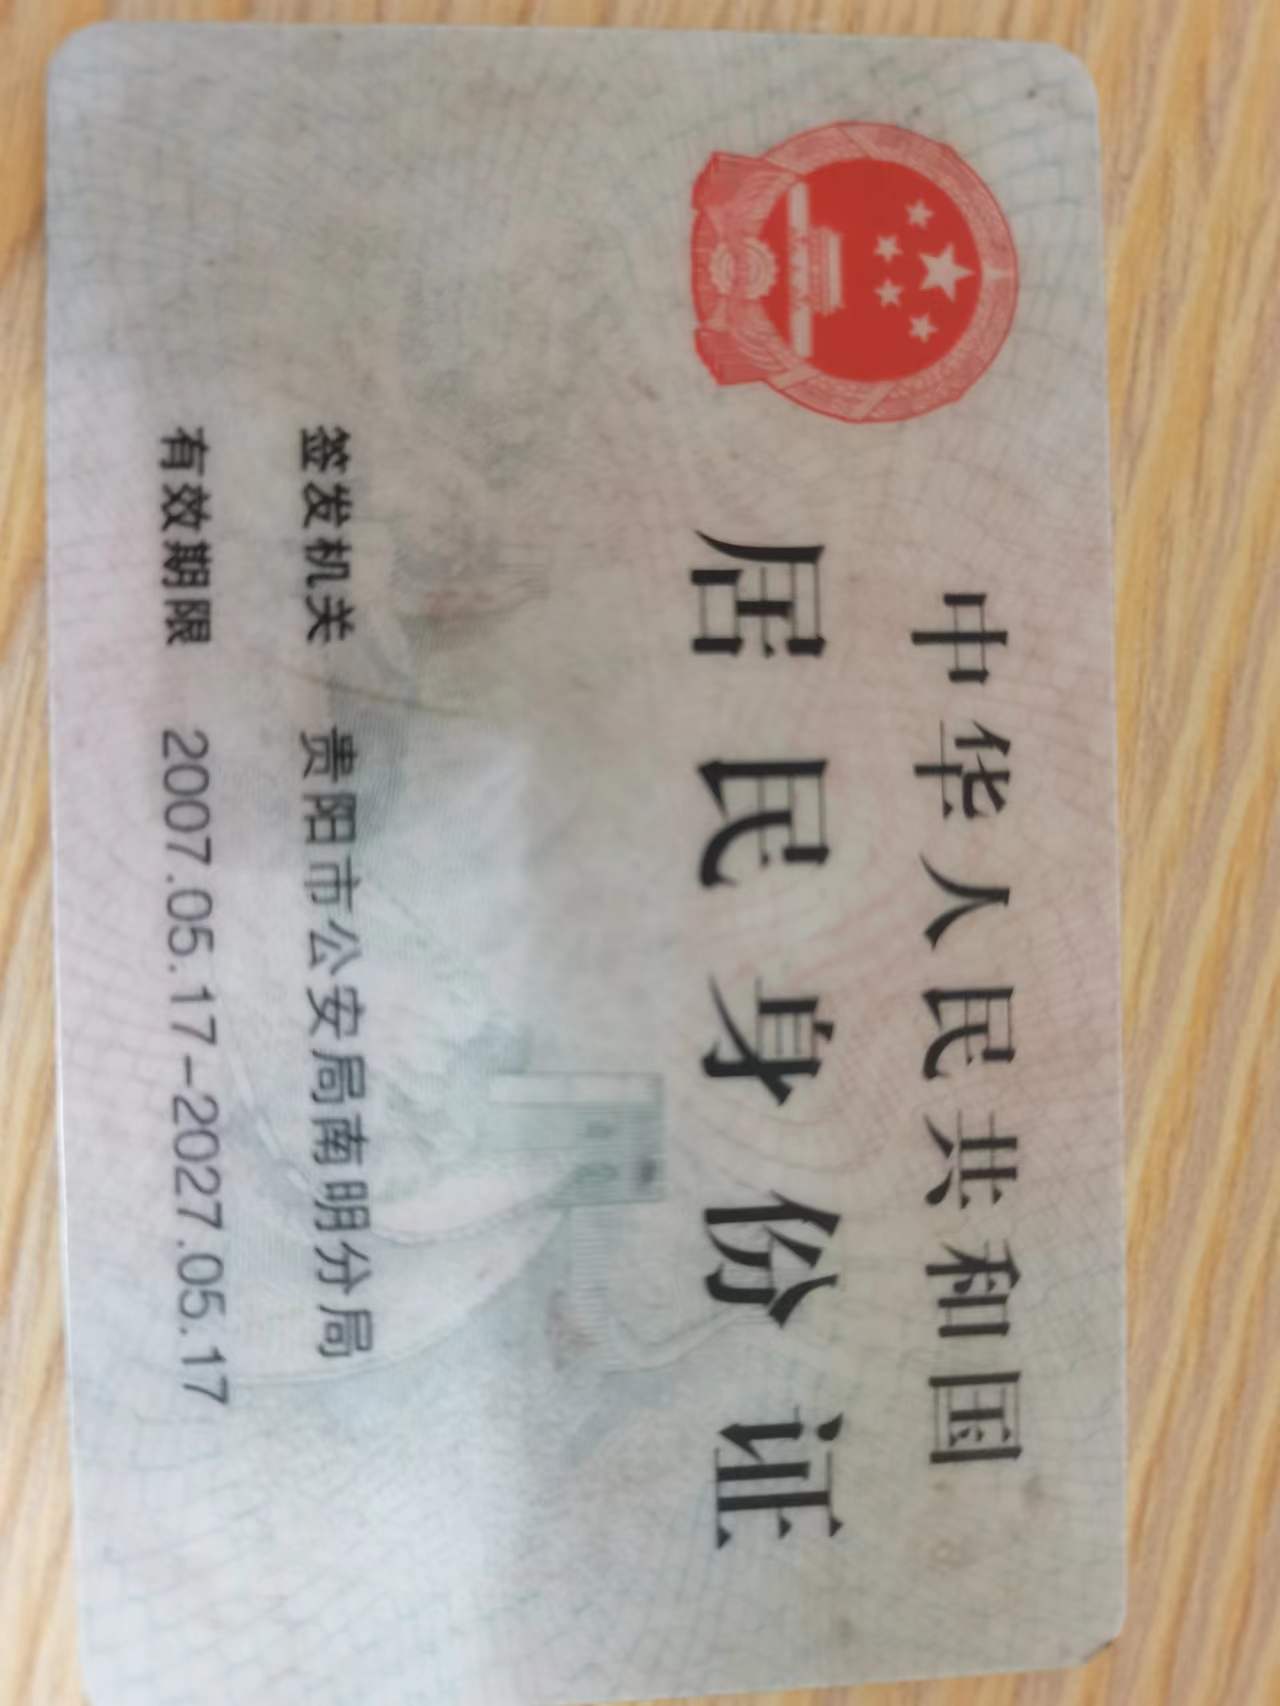 中华人民共和国
居民身份证
签发机关 贵阳市公安局南明分局
有效期限 2007.05.17-2027.05.17